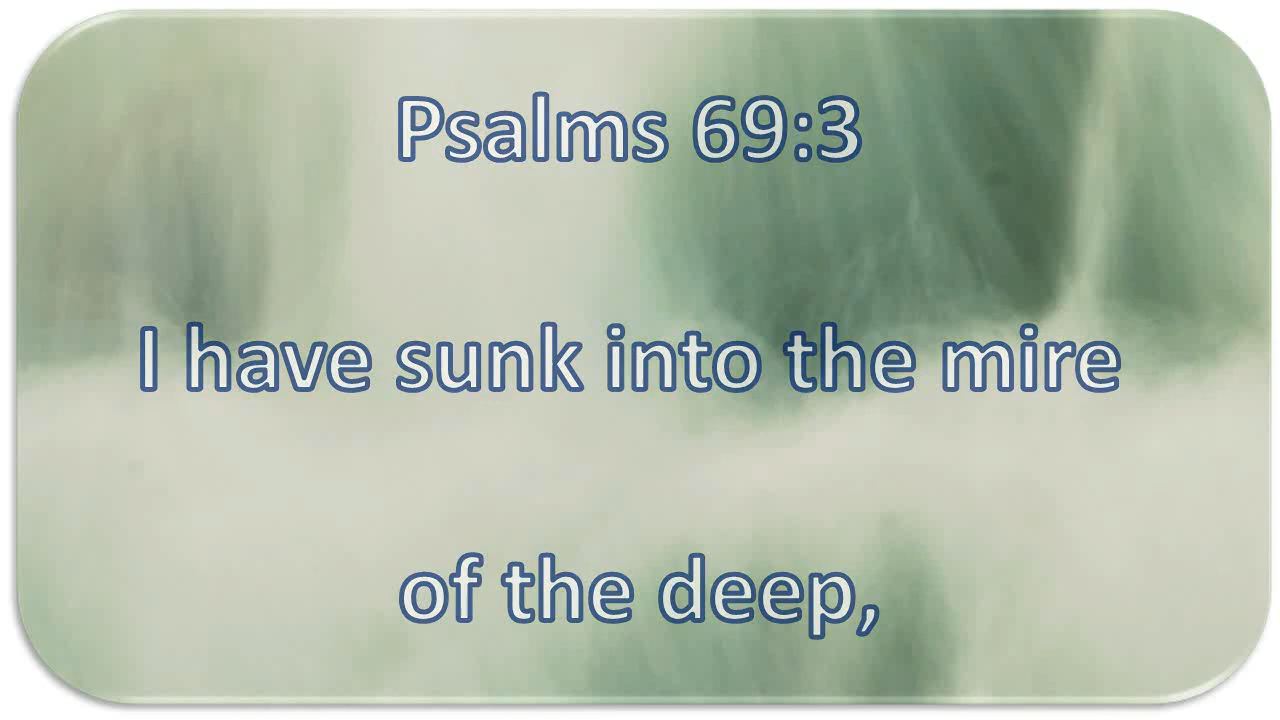 Psalms 69:3
I have sunk into the mire
of the deep,